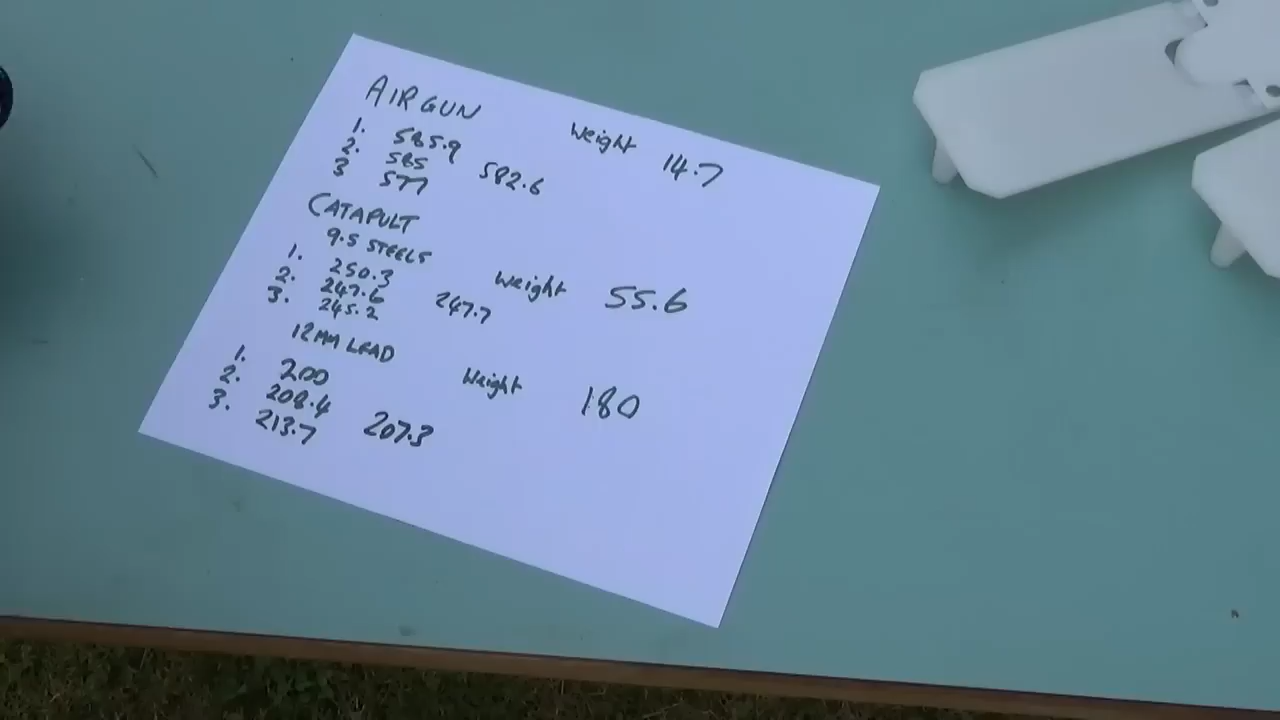 AIRGUN Weight 14.7
1. 585.9
2. 585 582.6
3 577
CATAPULT
9.5 STEELS Weight 55.6
1. 250.3
2. 247.6 247.7
3. 245.2
12MM LEAD Weight 180
1. 200
2. 208.4 207.3
3. 213.7